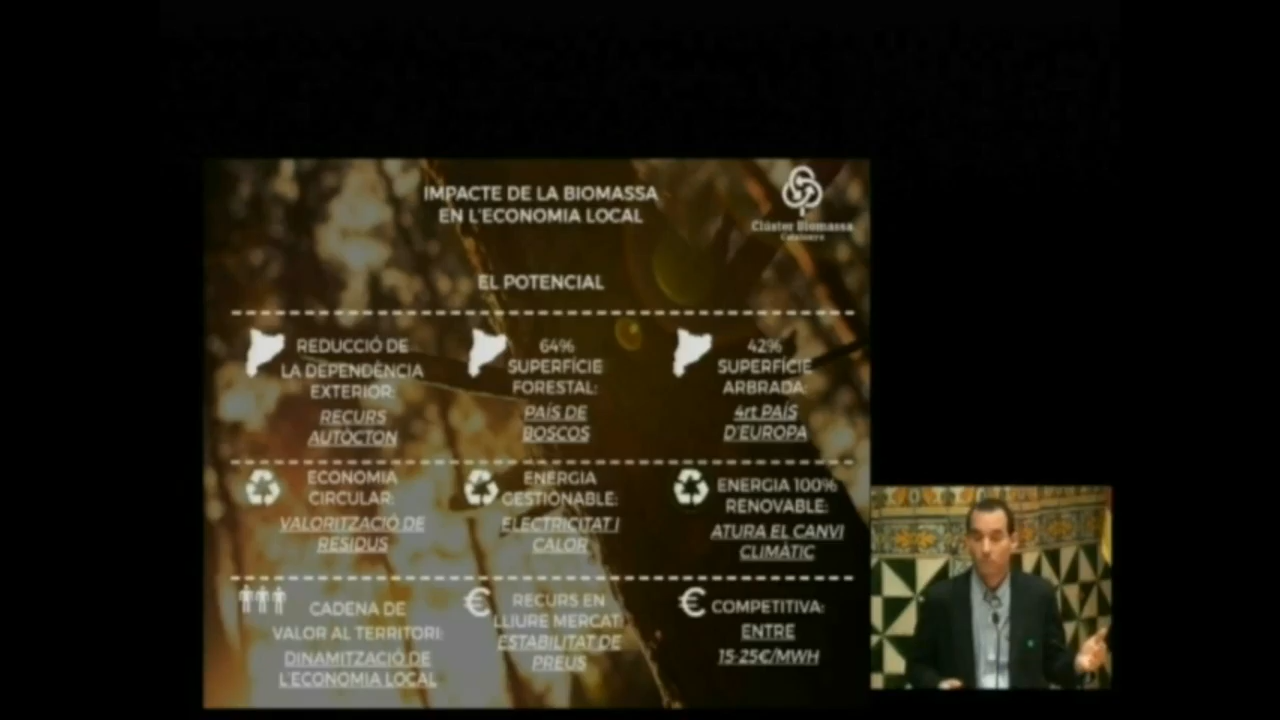 IMPACTE DE LA BIOMASSA
EN L'ECONOMIA LOCAL
Clúster Biomassa
Catalunya
EL POTENCIAL
REDUCCIÓ DE
LA DEPENDÈNCIA
EXTERIOR:
RECURS
AUTÒCTON
64%
SUPERFÍCIE
FORESTAL:
PAÍS DE
BOSCOS
42%
SUPERFÍCIE
ARBRADA:
4rt PAÍS
D'EUROPA
ECONOMIA
CIRCULAR:
VALORITZACIÓ DE
RESIDUS
ENERGIA
GESTIONABLE:
ELECTRICITAT I
CALOR
ENERGIA 100%
RENOVABLE:
ATURA EL CANVI
CLIMÀTIC
CADENA DE
VALOR AL TERRITORI:
DINAMITZACIÓ DE
L'ECONOMIA LOCAL
€
RECURS EN
LLIURE MERCAT:
ESTABILITAT DE
PREUS
€
COMPETITIVA:
ENTRE
15-25€/MWH